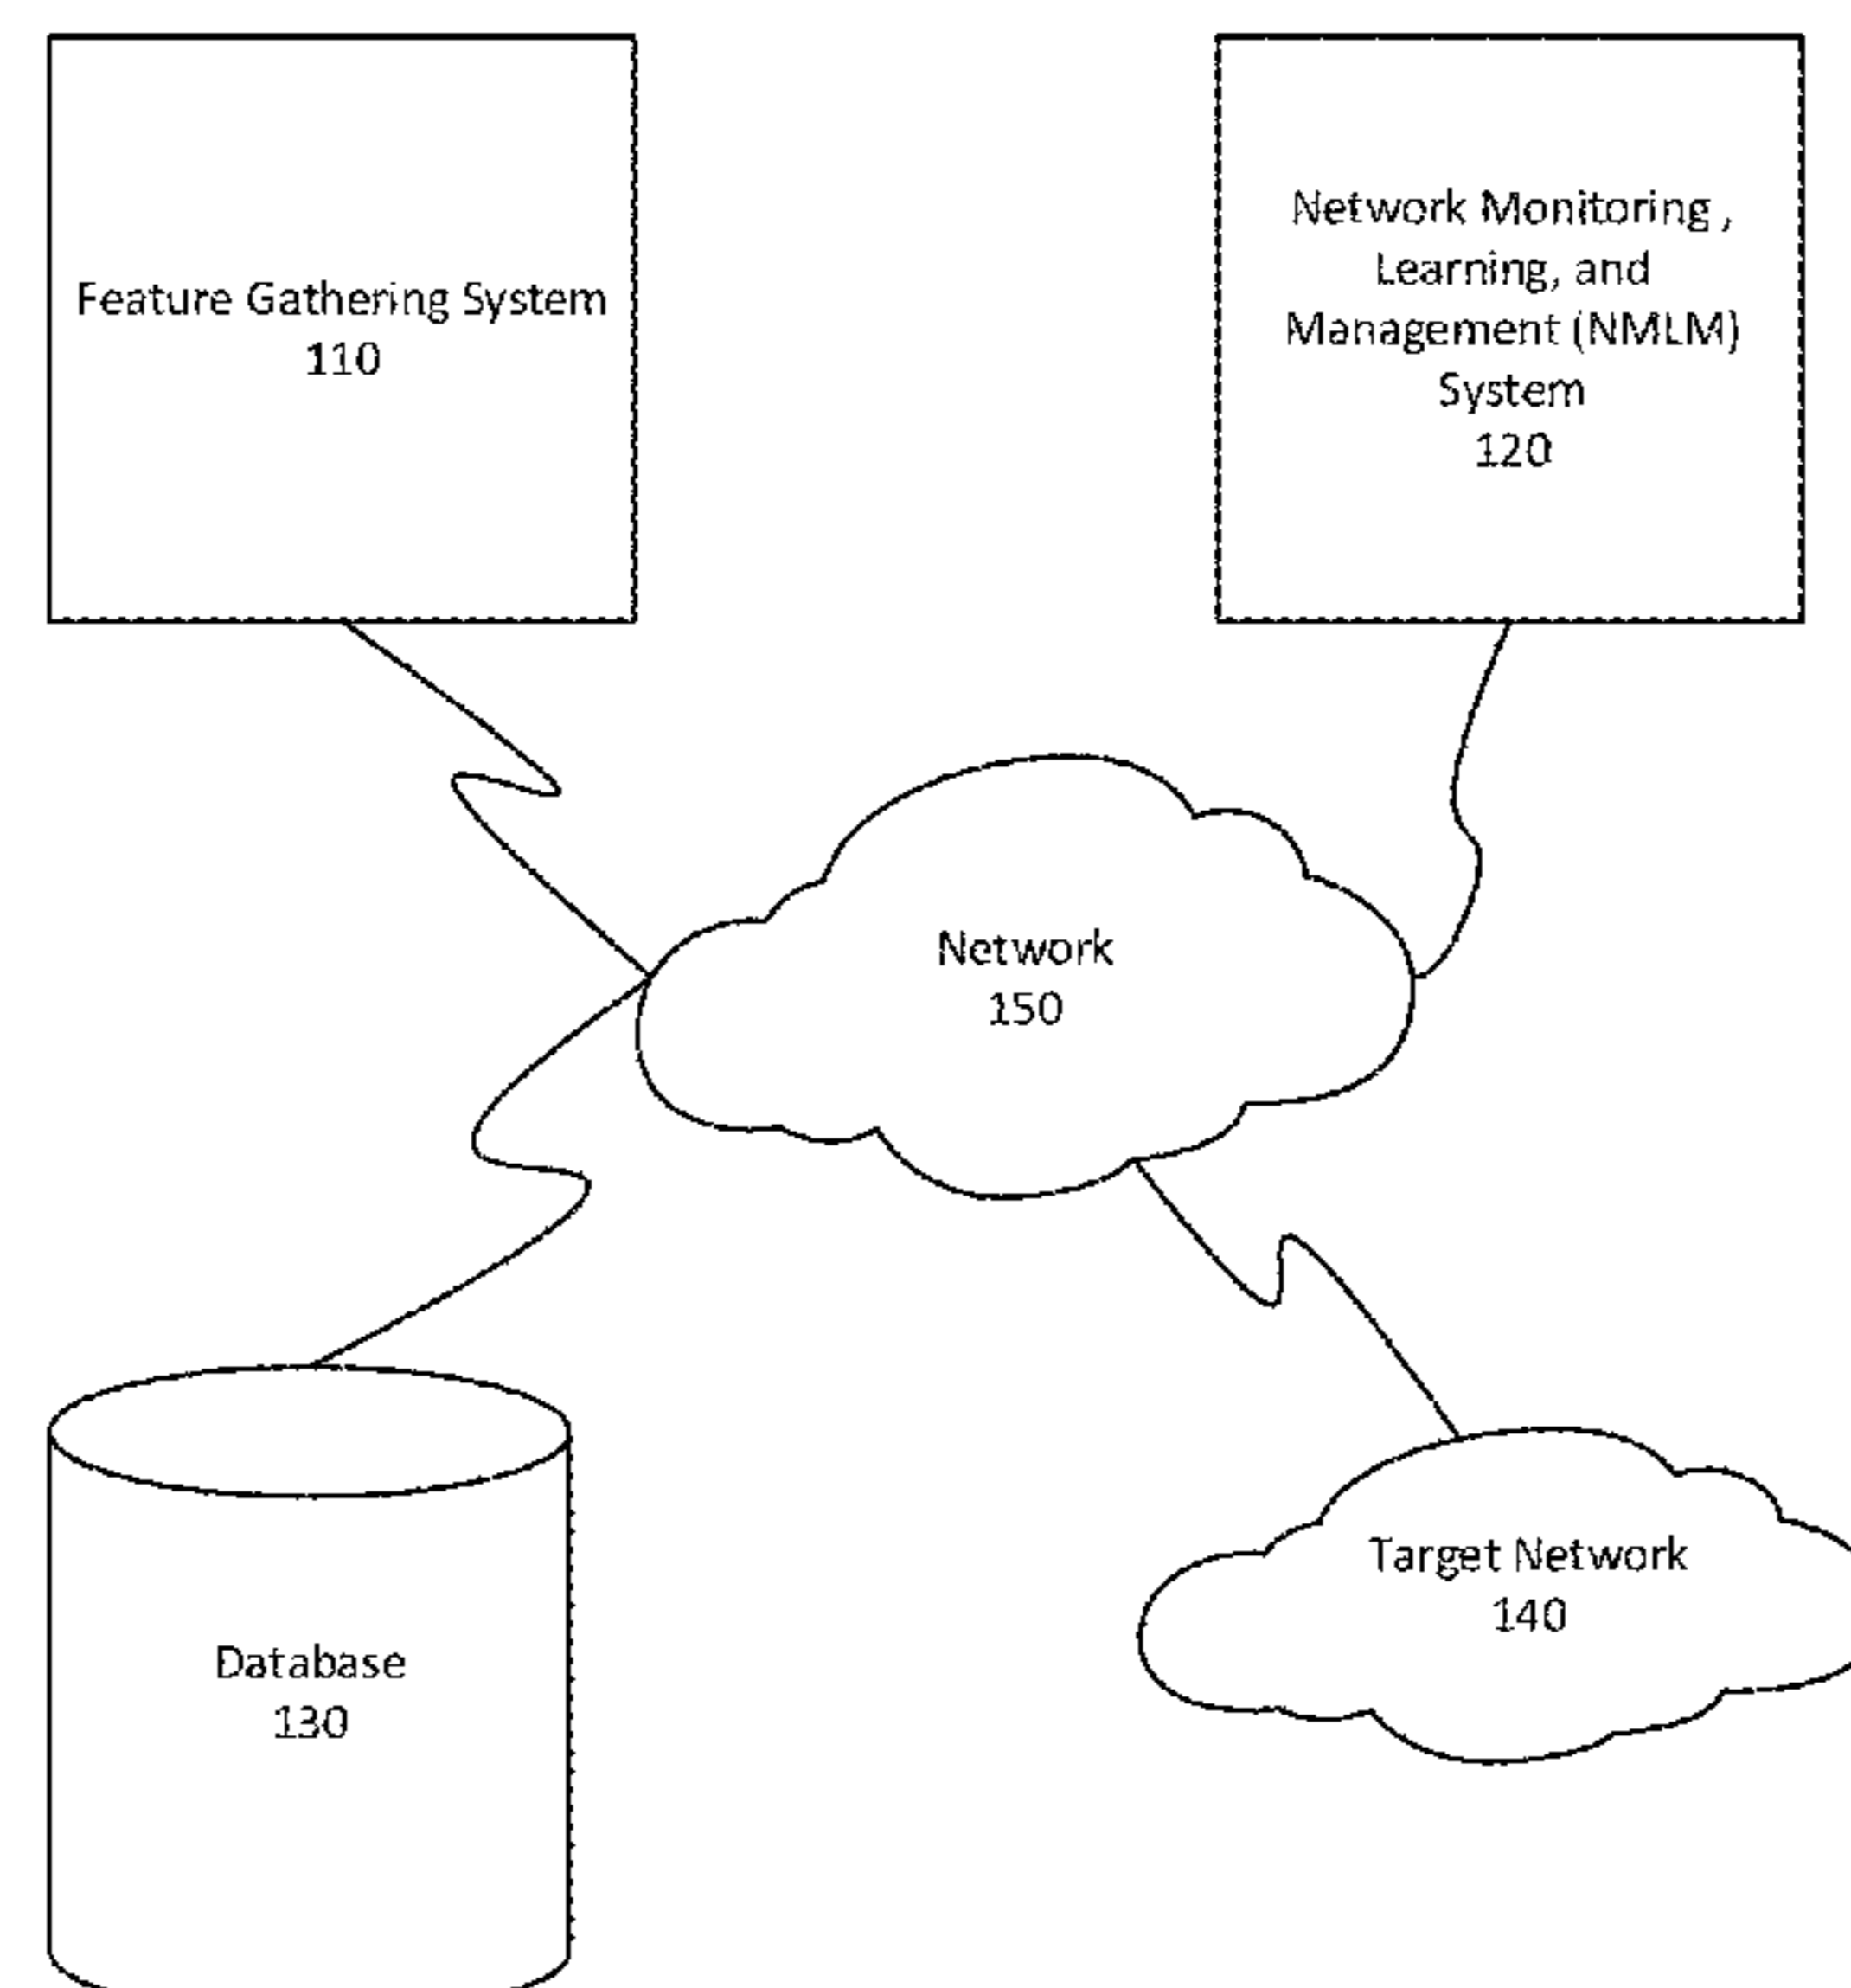 Feature Gathering System
110
Network Monitoring ,
Learning, and
Management (NMLM)
System
120
Network
150
Target Network
140
Database
130